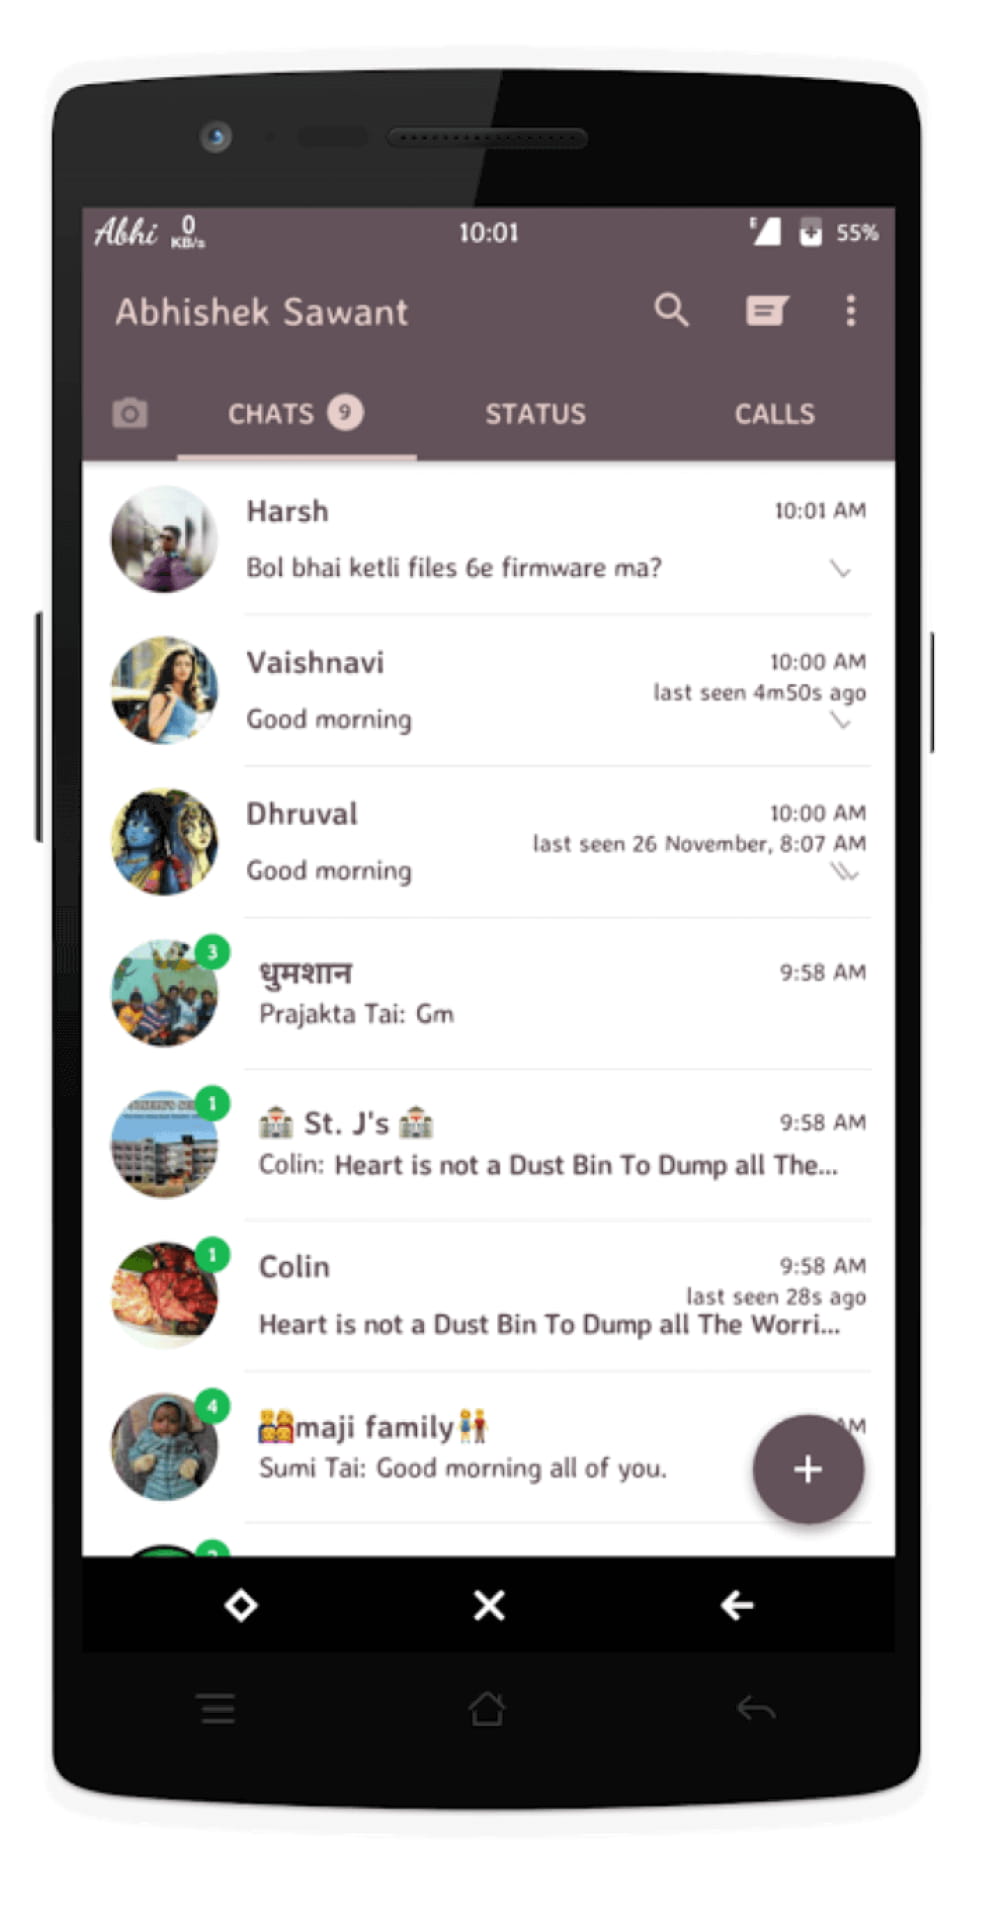 Abhi 0 KB/s 10:01 55%
Abhishek Sawant
CHATS 9 STATUS CALLS
Harsh 10:01 AM
Bol bhai ketli files 6e firmware ma?
Vaishnavi 10:00 AM
last seen 4m50s ago
Good morning
Dhruval 10:00 AM
last seen 26 November, 8:07 AM
Good morning
3
धुमशान 9:58 AM
Prajakta Tai: Gm
1
🏫 St. J's 🏫 9:58 AM
Colin: Heart is not a Dust Bin To Dump all The...
1
Colin 9:58 AM
last seen 28s ago
Heart is not a Dust Bin To Dump all The Worri...
4
maji family AM
Sumi Tai: Good morning all of you.